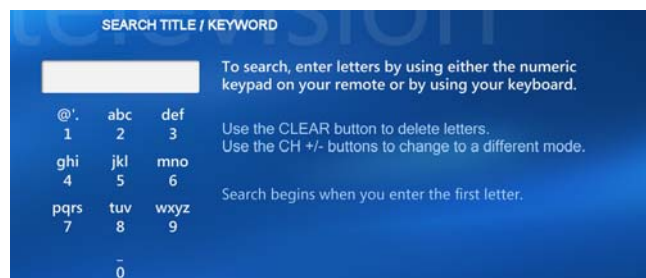 television
SEARCH TITLE / KEYWORD
To search, enter letters by using either the numeric
keypad on your remote or by using your keyboard.
@'. abc def
1 2 3
Use the CLEAR button to delete letters.
Use the CH +/- buttons to change to a different mode.
ghi jkl mno
4 5 6
Search begins when you enter the first letter.
pqrs tuv wxyz
7 8 9
_
0